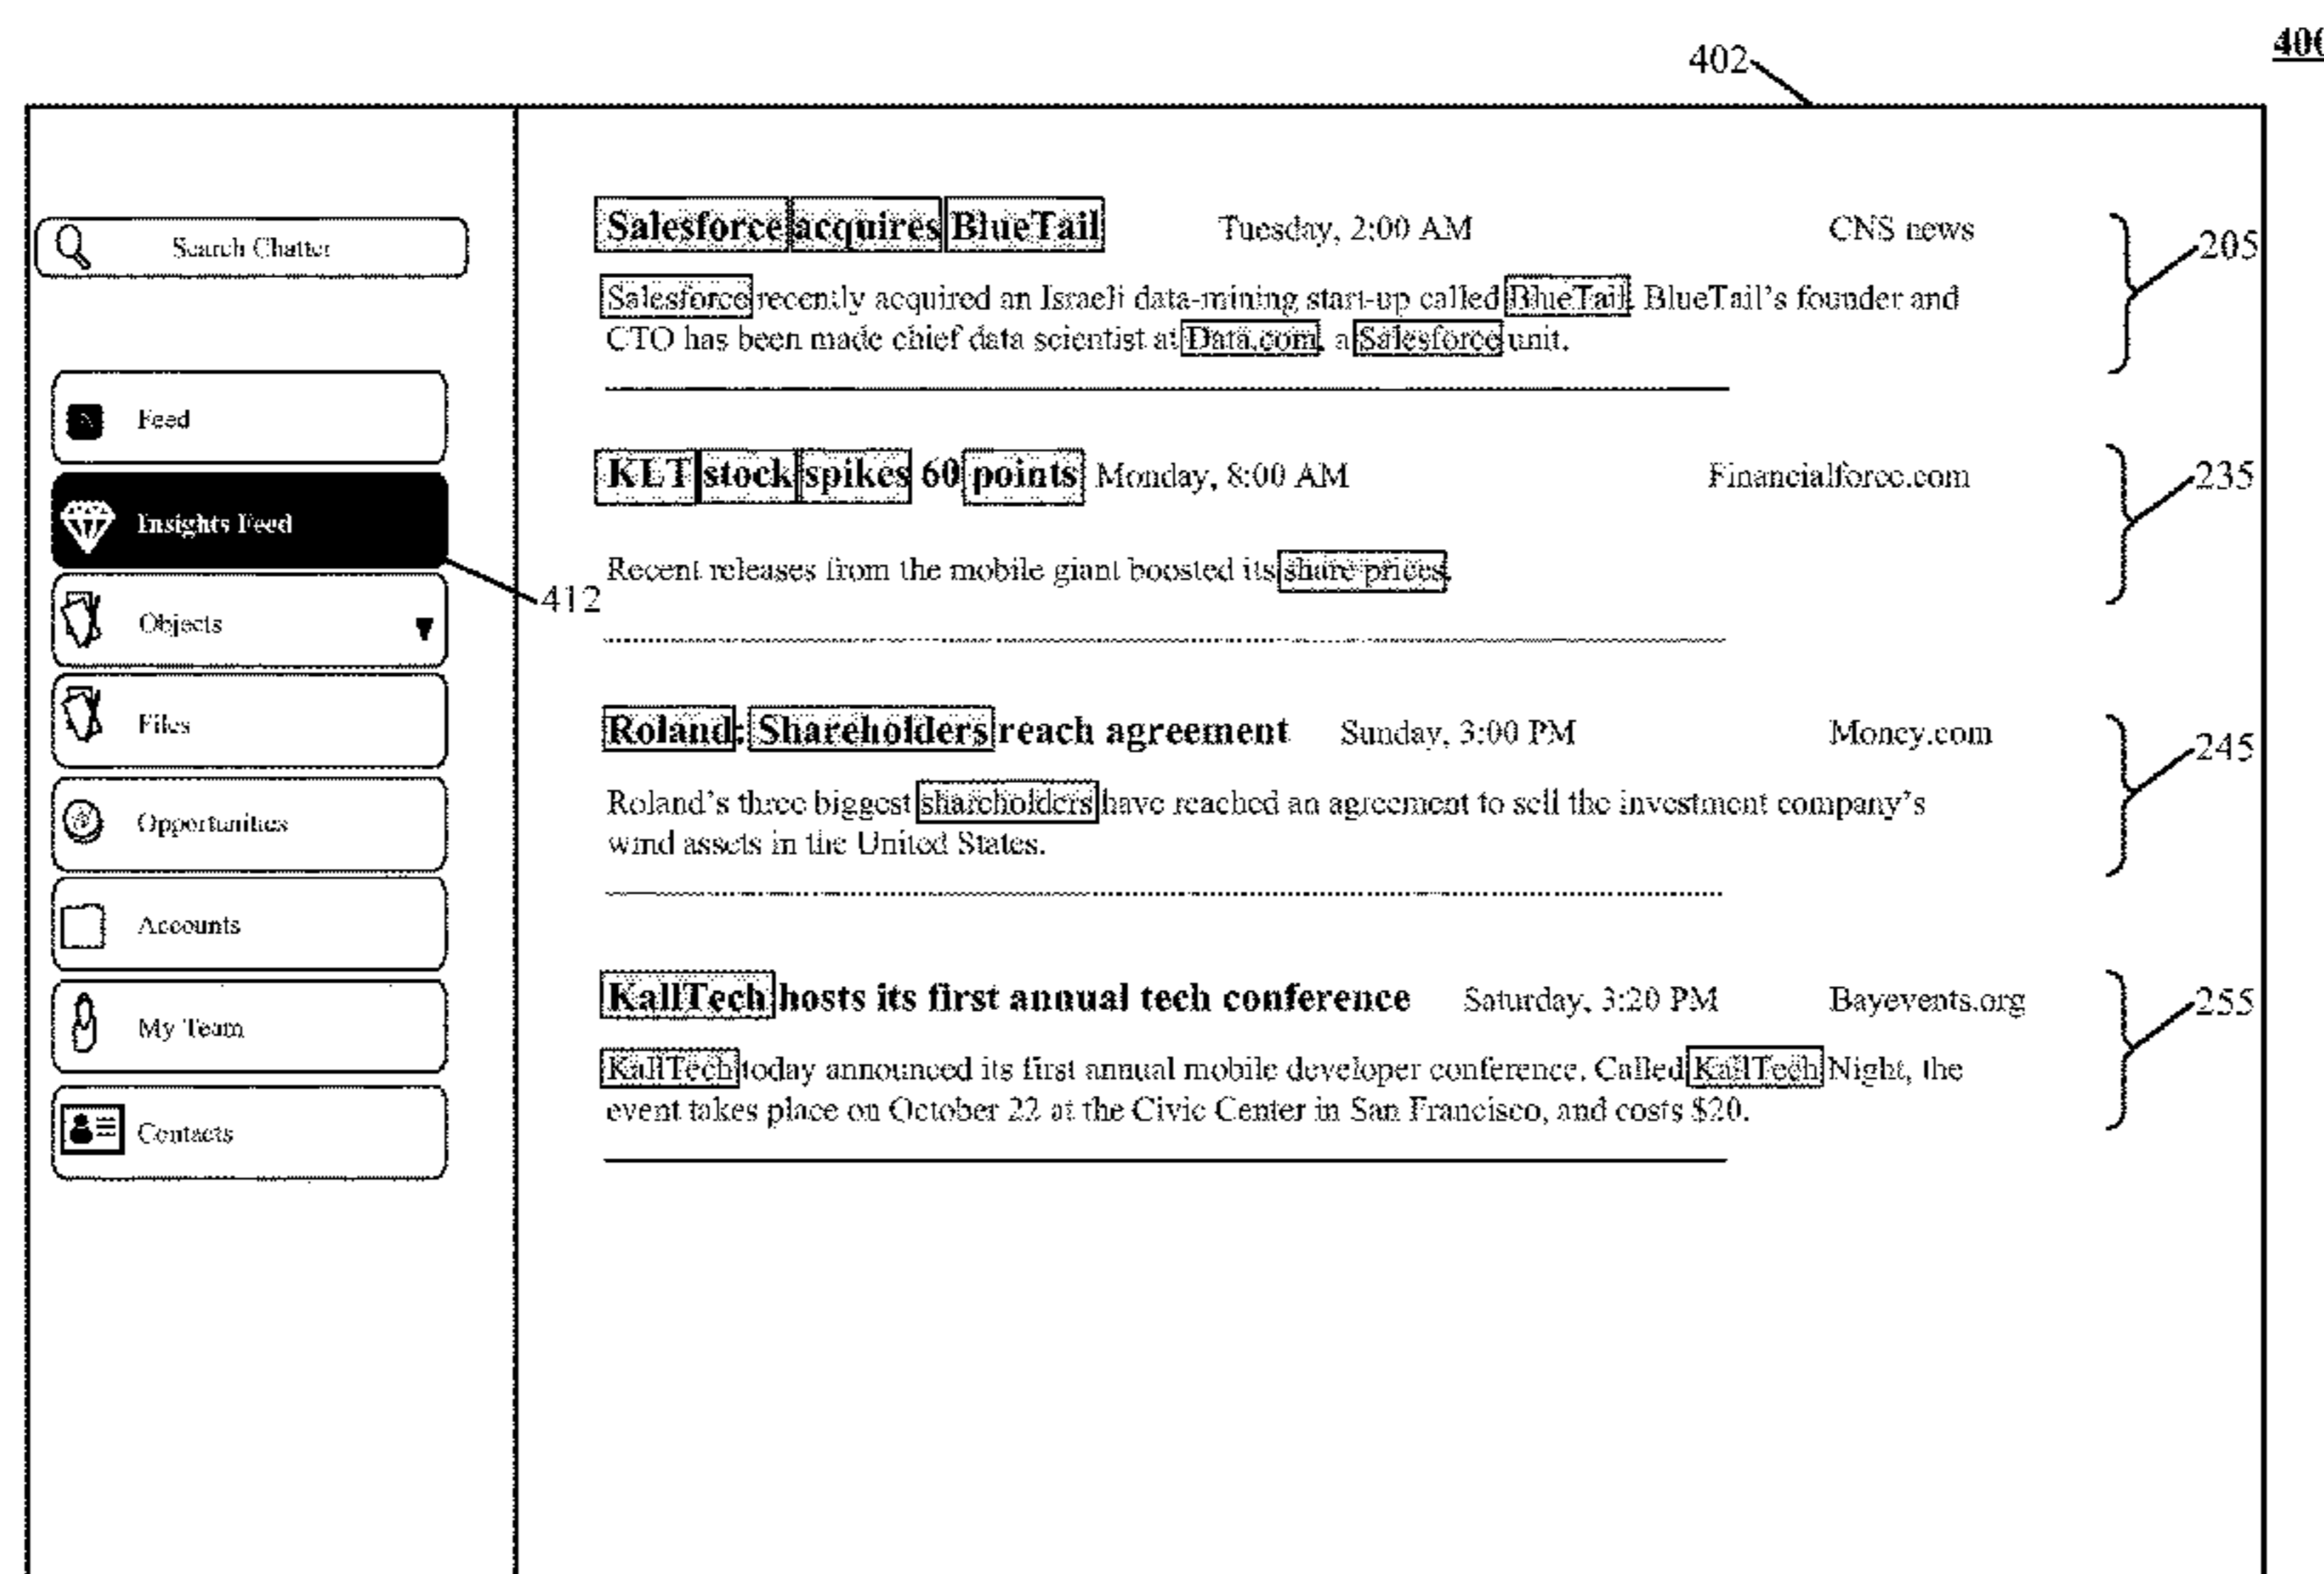 400
402
Search Chatter
Feed
Insights Feed
412
Objects
Files
Opportunities
Accounts
My Team
Contacts
Salesforce acquires BlueTail Tuesday, 2:00 AM CNS news
205
Salesforce recently acquired an Israeli data-mining start-up called BlueTail. BlueTail's founder and
CTO has been made chief data scientist at Data.com, a Salesforce unit.
KLT stock spikes 60 points Monday, 8:00 AM Financialforce.com
235
Recent releases from the mobile giant boosted its share prices.
Roland: Shareholders reach agreement Sunday, 3:00 PM Money.com
245
Roland's three biggest shareholders have reached an agreement to sell the investment company's
wind assets in the United States.
KallTech hosts its first annual tech conference Saturday, 3:20 PM Bayevents.org
255
KallTech today announced its first annual mobile developer conference. Called KallTech Night, the
event takes place on October 22 at the Civic Center in San Francisco, and costs $20.